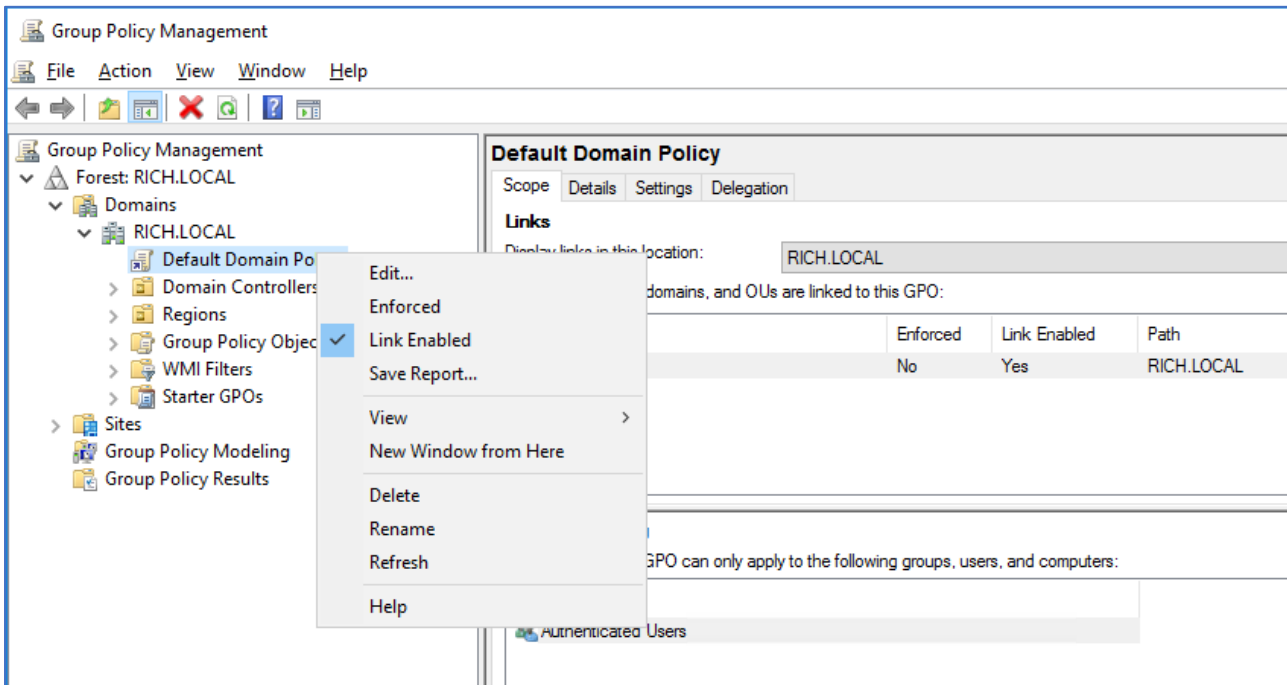 Group Policy Management
File Action View Window Help
Group Policy Management
Forest: RICH.LOCAL
Domains
RICH.LOCAL
Default Domain Po
Domain Controllers
Regions
Group Policy Objec
WMI Filters
Starter GPOs
Sites
Group Policy Modeling
Group Policy Results
Edit...
Enforced
Link Enabled
Save Report...
View
New Window from Here
Delete
Rename
Refresh
Help
Default Domain Policy
Scope Details Settings Delegation
Links
Display links in this location: RICH.LOCAL
domains, and OUs are linked to this GPO:
Enforced Link Enabled Path
No Yes RICH.LOCAL
GPO can only apply to the following groups, users, and computers:
Authenticated Users